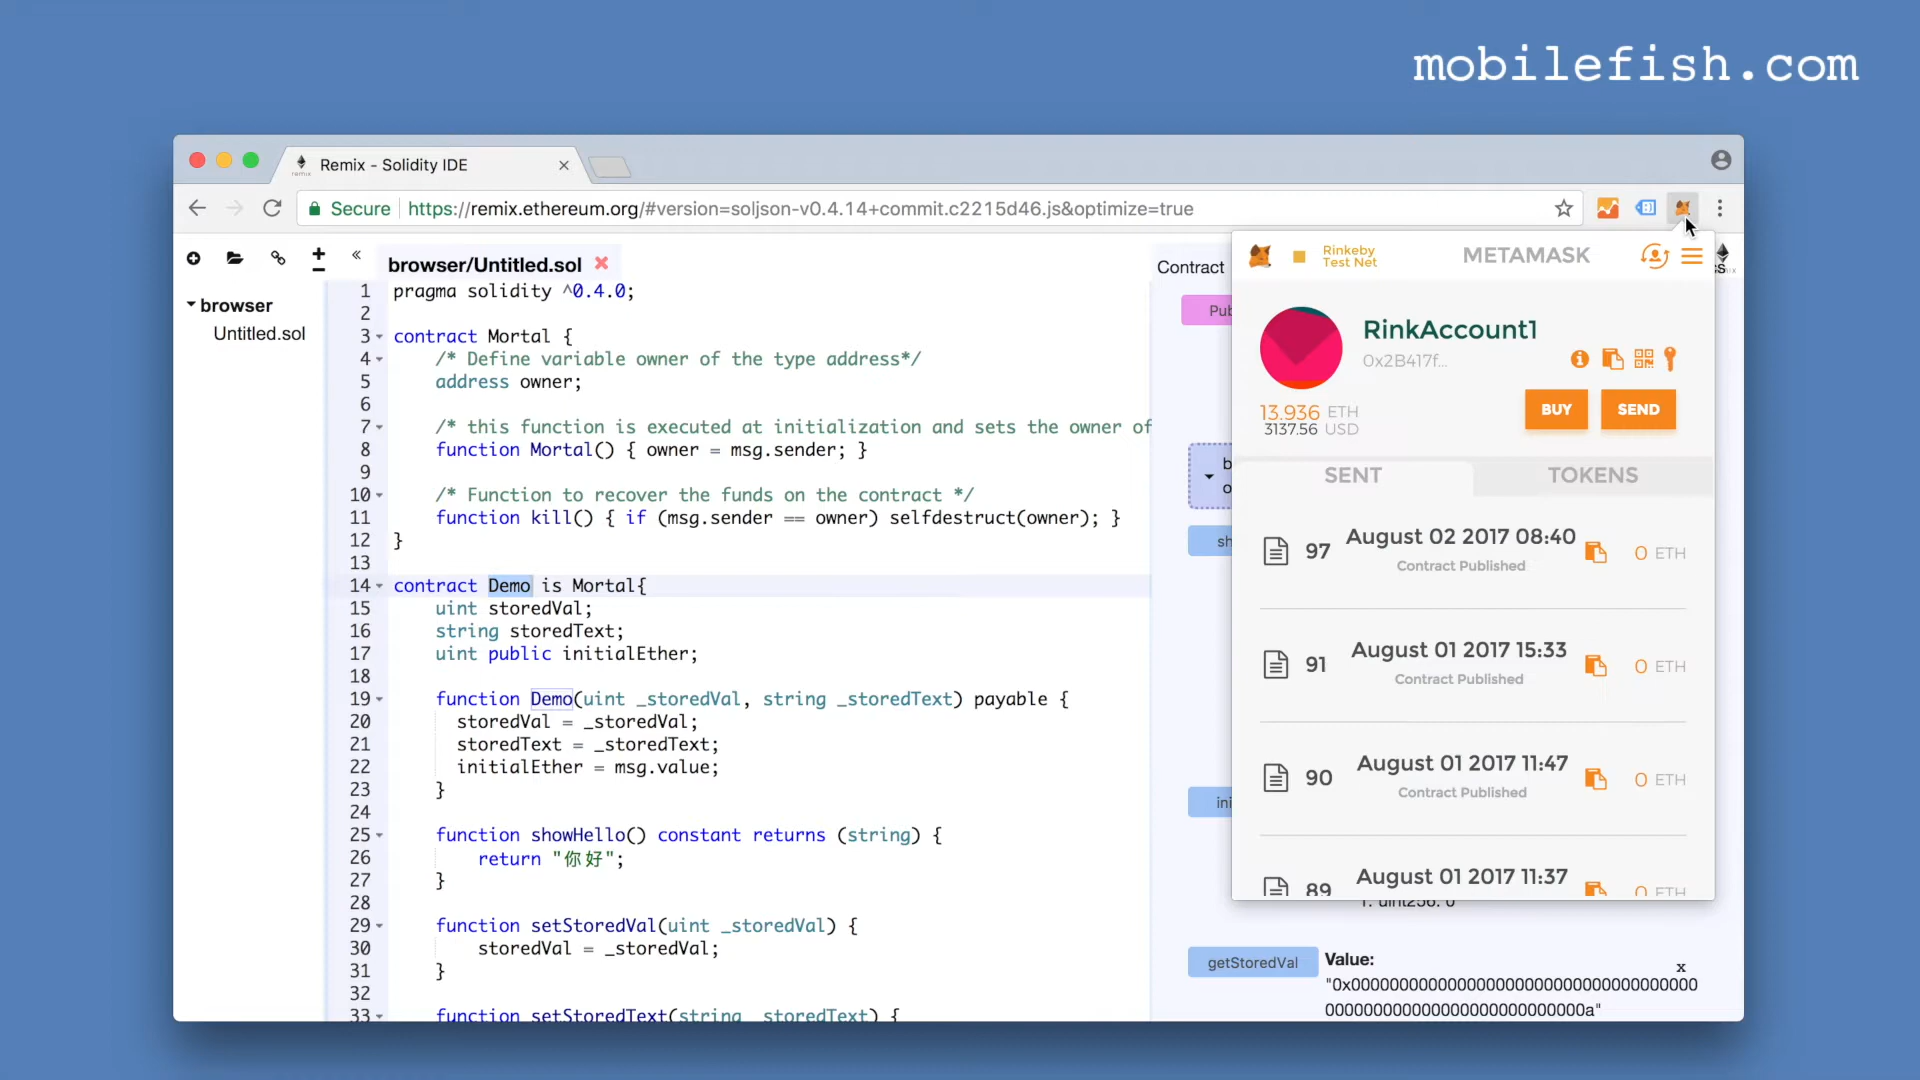 mobilefish.com
Remix - Solidity IDE
Secure https://remix.ethereum.org/#version=soljson-v0.4.14+commit.c2215d46.js&optimize=true
browser/Untitled.sol
browser
Untitled.sol
1 pragma solidity ^0.4.0;
2
3 contract Mortal {
4 /* Define variable owner of the type address*/
5 address owner;
6
7 /* this function is executed at initialization and sets the owner of
8 function Mortal() { owner = msg.sender; }
9
10 /* Function to recover the funds on the contract */
11 function kill() { if (msg.sender == owner) selfdestruct(owner); }
12 }
13
14 contract Demo is Mortal{
15 uint storedVal;
16 string storedText;
17 uint public initialEther;
18
19 function Demo(uint _storedVal, string _storedText) payable {
20 storedVal = _storedVal;
21 storedText = _storedText;
22 initialEther = msg.value;
23 }
24
25 function showHello() constant returns (string) {
26 return "你好";
27 }
28
29 function setStoredVal(uint _storedVal) {
30 storedVal = _storedVal;
31 }
32
33 function setStoredText(string _storedText) {
Contract
Rinkeby
Test Net
METAMASK
RinkAccount1
0x2B417f...
13.936 ETH
3137.56 USD
BUY
SEND
SENT
TOKENS
97 August 02 2017 08:40 0 ETH
Contract Published
91 August 01 2017 15:33 0 ETH
Contract Published
90 August 01 2017 11:47 0 ETH
Contract Published
89 August 01 2017 11:37 0 ETH
1. uint256: 0
getStoredVal
Value:
x
"0x000000000000000000000000000000000000
00000000000000000000000000a"